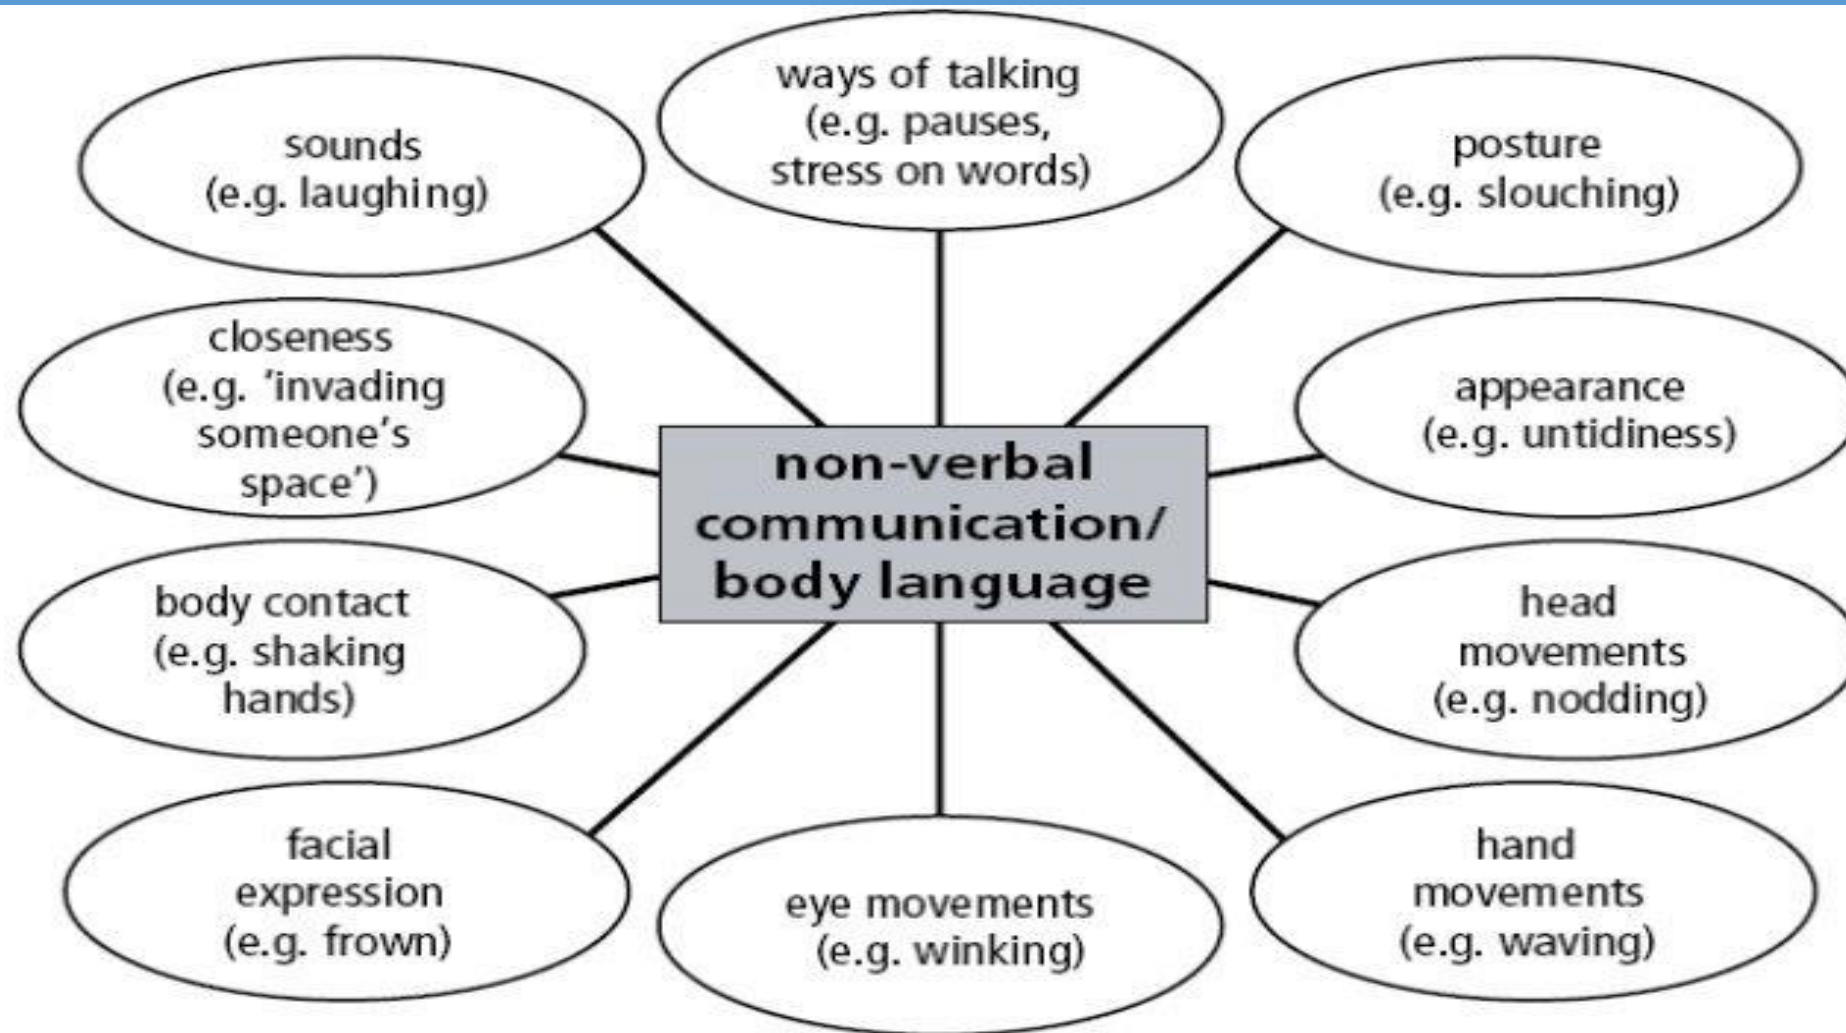 ways of talking
(e.g. pauses,
stress on words)
sounds
(e.g. laughing)
posture
(e.g. slouching)
closeness
(e.g. 'invading
someone's
space')
appearance
(e.g. untidiness)
non-verbal
communication/
body language
body contact
(e.g. shaking
hands)
head
movements
(e.g. nodding)
facial
expression
(e.g. frown)
eye movements
(e.g. winking)
hand
movements
(e.g. waving)